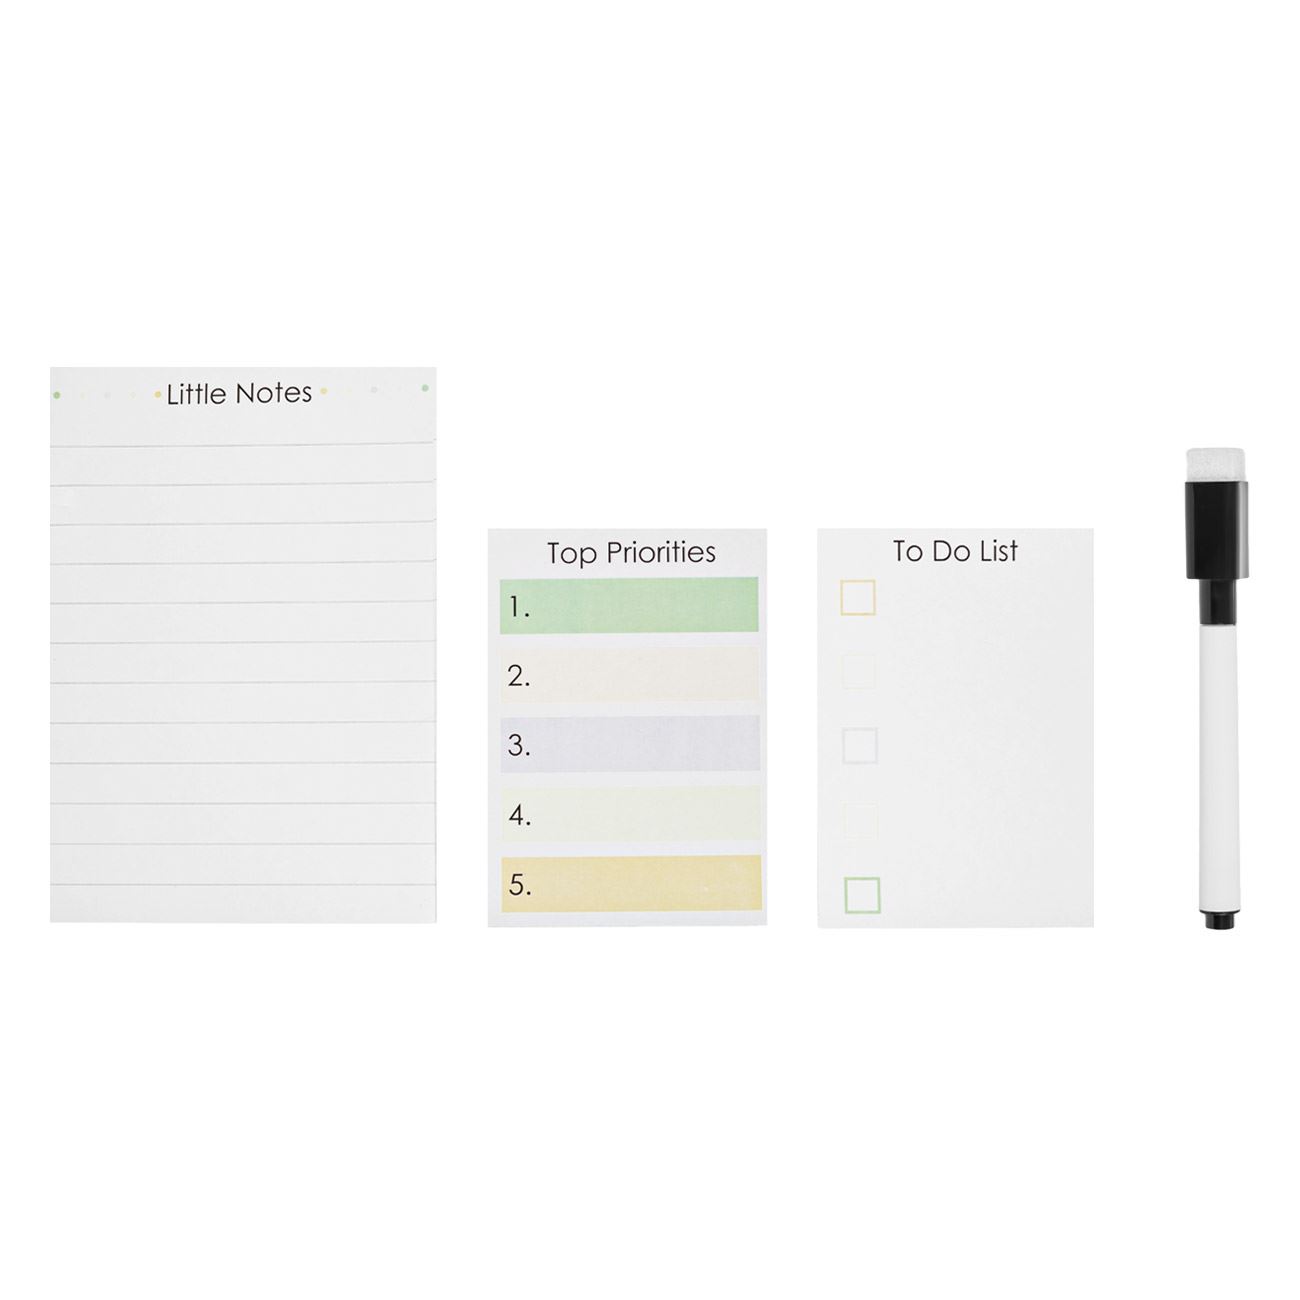 Little Notes
Top Priorities
1.
2.
3.
4.
5.
To Do List